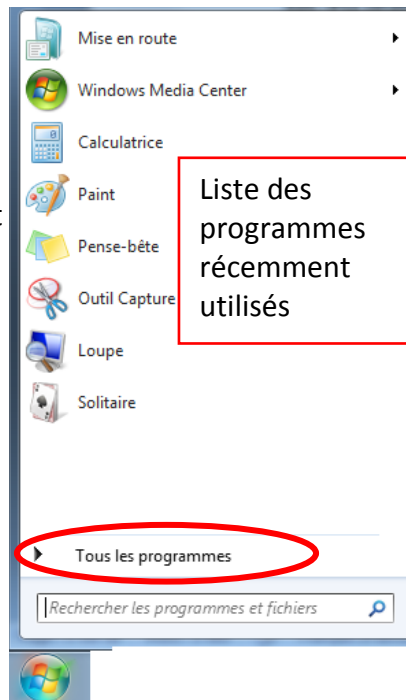 Mise en route
Windows Media Center
Calculatrice
Paint
Pense-bête
Outil Capture
Loupe
Solitaire
Liste des
programmes
récemment
utilisés
Tous les programmes
Rechercher les programmes et fichiers